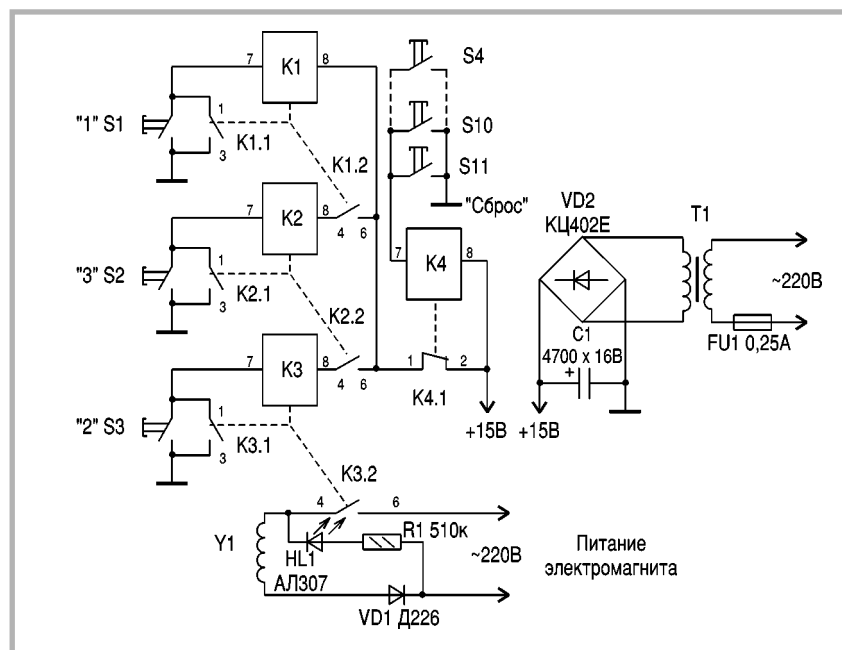 7 K1 8
"1" S1
1
3
K1.1
K1.2
7 K2 8
4 6
"3" S2
1
3
K2.1
K2.2
7 K3 8
4 6
"2" S3
1
3
K3.1
K3.2
S4
S10
S11
"Сброс"
7 K4 8
1 2
K4.1
+15В
+15В
VD2
КЦ402Е
C1
4700 x 16В
+
T1
~220В
FU1 0,25А
4 6
Y1
HL1
АЛ307
R1 510к
~220В
VD1 Д226
Питание
электромагнита